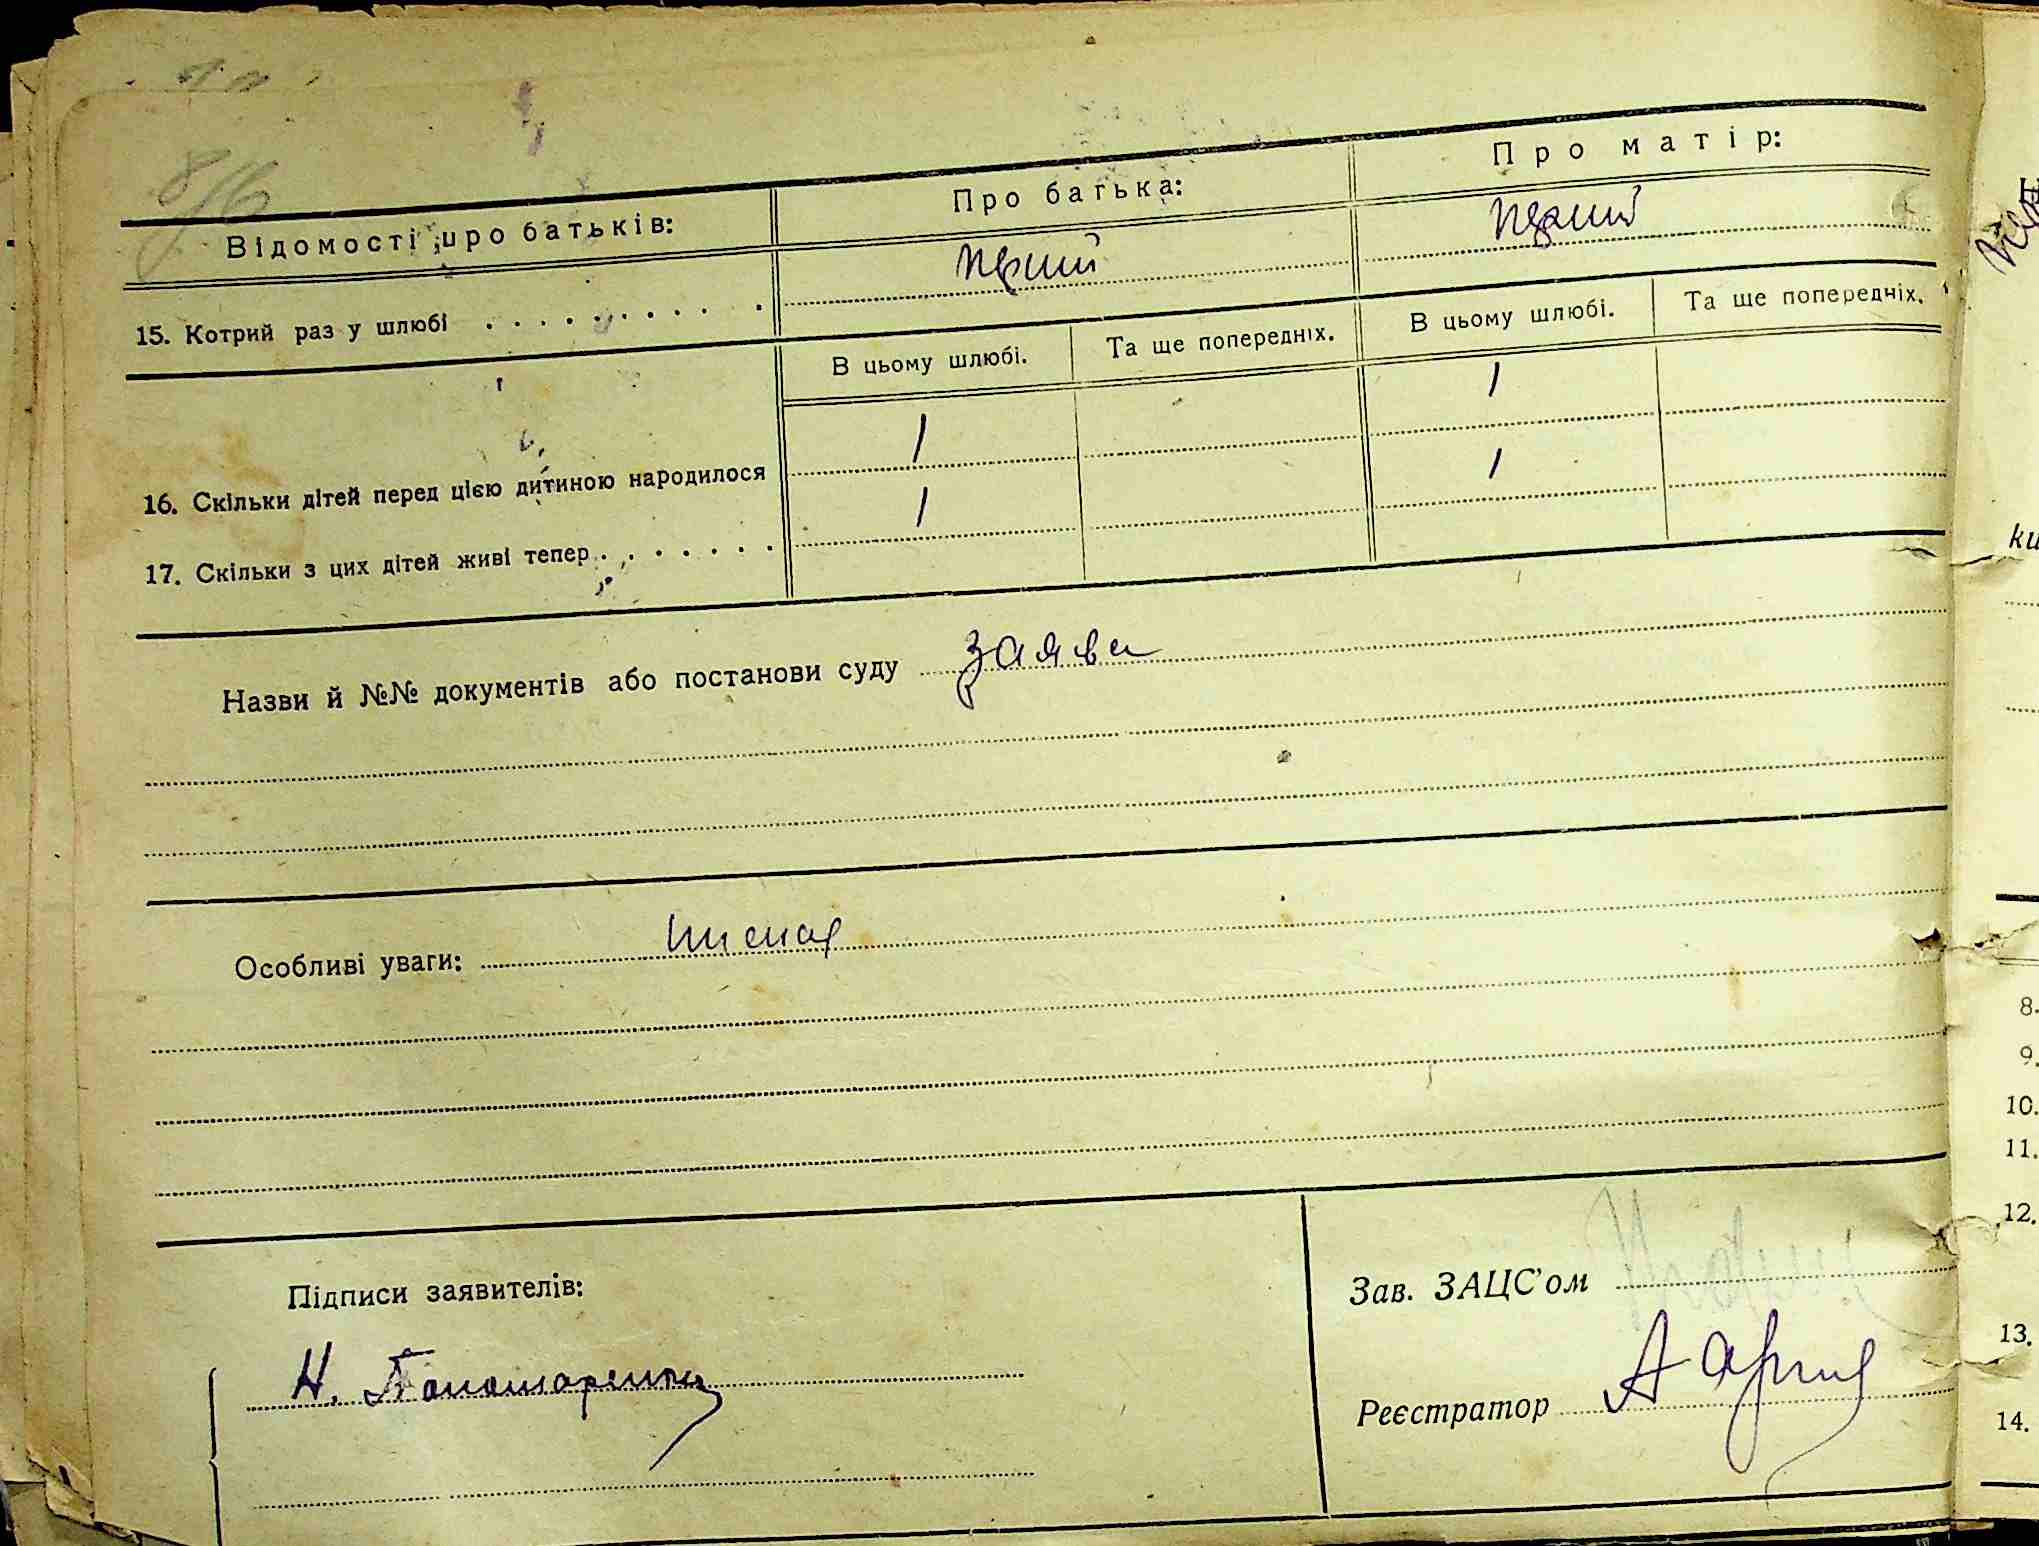 Відомості про батьків:
Про батька:
Про матір:
15. Котрий раз у шлюбі
перший
перший
В цьому шлюбі.
Та ще попередніх.
В цьому шлюбі.
Та ще попередніх.
16. Скільки дітей перед цією дитиною народилося
1
1
17. Скільки з цих дітей живі тепер
1
1
Назви й №№ документів або постанови суду
заява
Особливі уваги:
Підписи заявителів:
Н.
Зав. ЗАЦС'ом
Реєстратор
8.
9.
10.
11.
12.
13.
14.